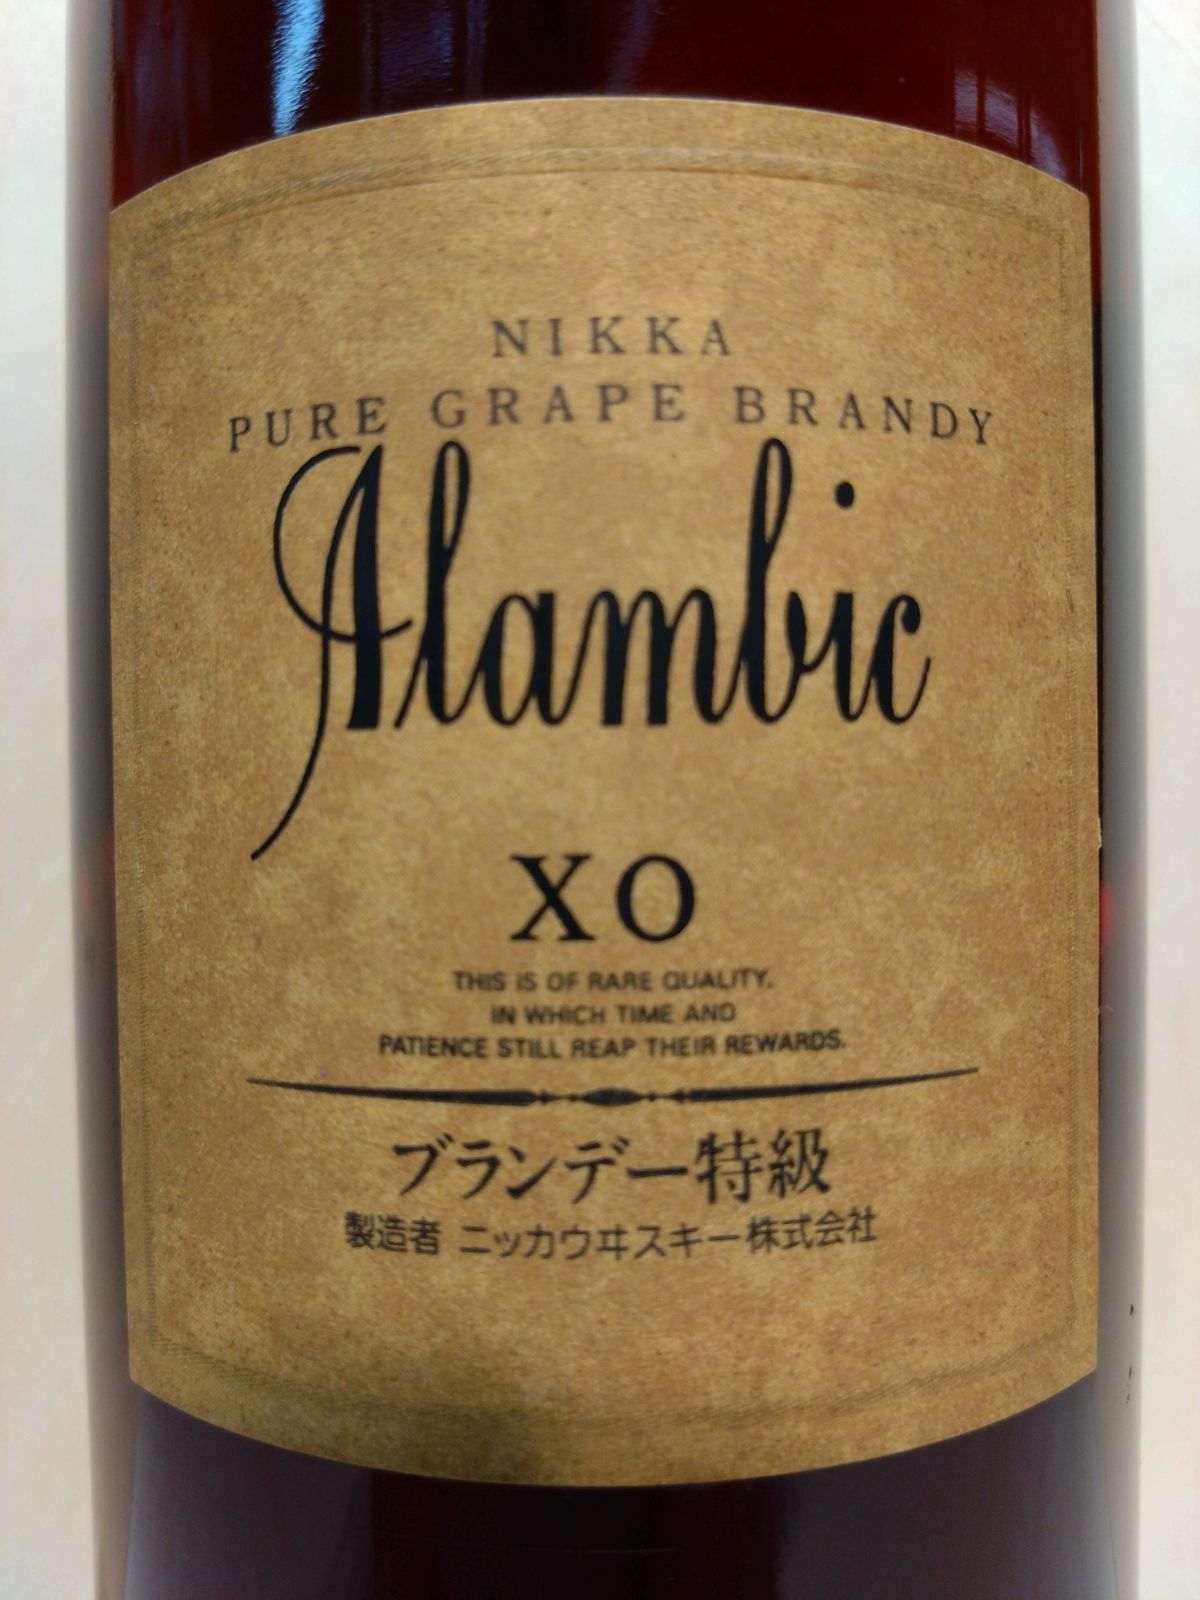 NIKKA
PURE GRAPE BRANDY
Alambic
XO
THIS IS OF RARE QUALITY,
IN WHICH TIME AND
PATIENCE STILL REAP THEIR REWARDS.
ブランデー特級
製造者 ニッカウヰスキー株式会社